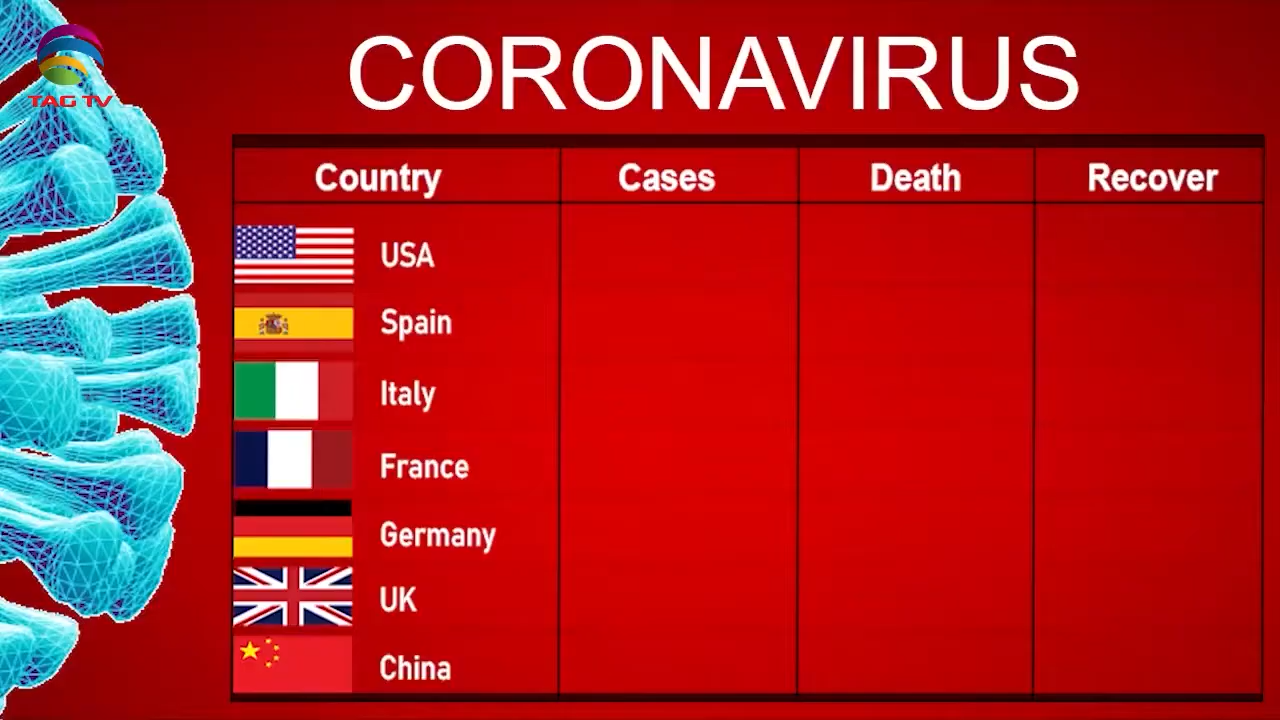 CORONAVIRUS
TAG TV
Country Cases Death Recover
USA
Spain
Italy
France
Germany
UK
China